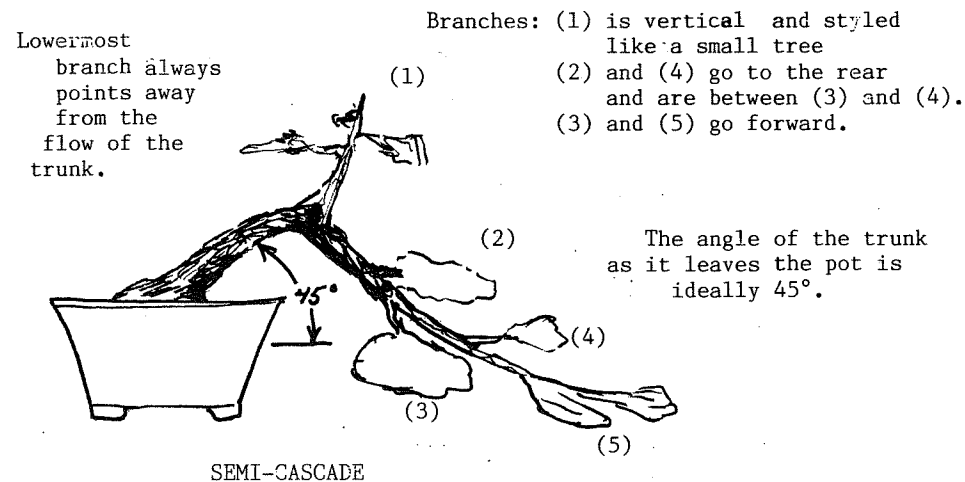 Lowermost
branch always
points away
from the
flow of the
trunk.
Branches: (1) is vertical and styled
like a small tree
(2) and (4) go to the rear
and are between (3) and (4).
(3) and (5) go forward.
(1)
(2)
The angle of the trunk
as it leaves the pot is
ideally 45°.
45°
(4)
(3)
(5)
SEMI-CASCADE